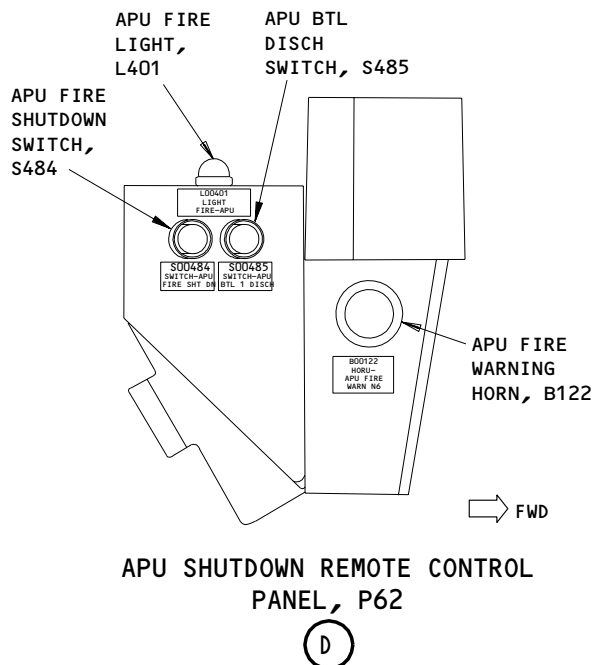 APU FIRE
LIGHT,
L401
APU BTL
DISCH
SWITCH, S485
APU FIRE
SHUTDOWN
SWITCH,
S484
L00401
LIGHT
FIRE-APU
S00484
SWITCH-APU
FIRE SHT DN
S00485
SWITCH-APU
BTL 1 DISCH
B00122
HORU-
APU FIRE
WARN N6
APU FIRE
WARNING
HORN, B122
FWD
APU SHUTDOWN REMOTE CONTROL
PANEL, P62
D